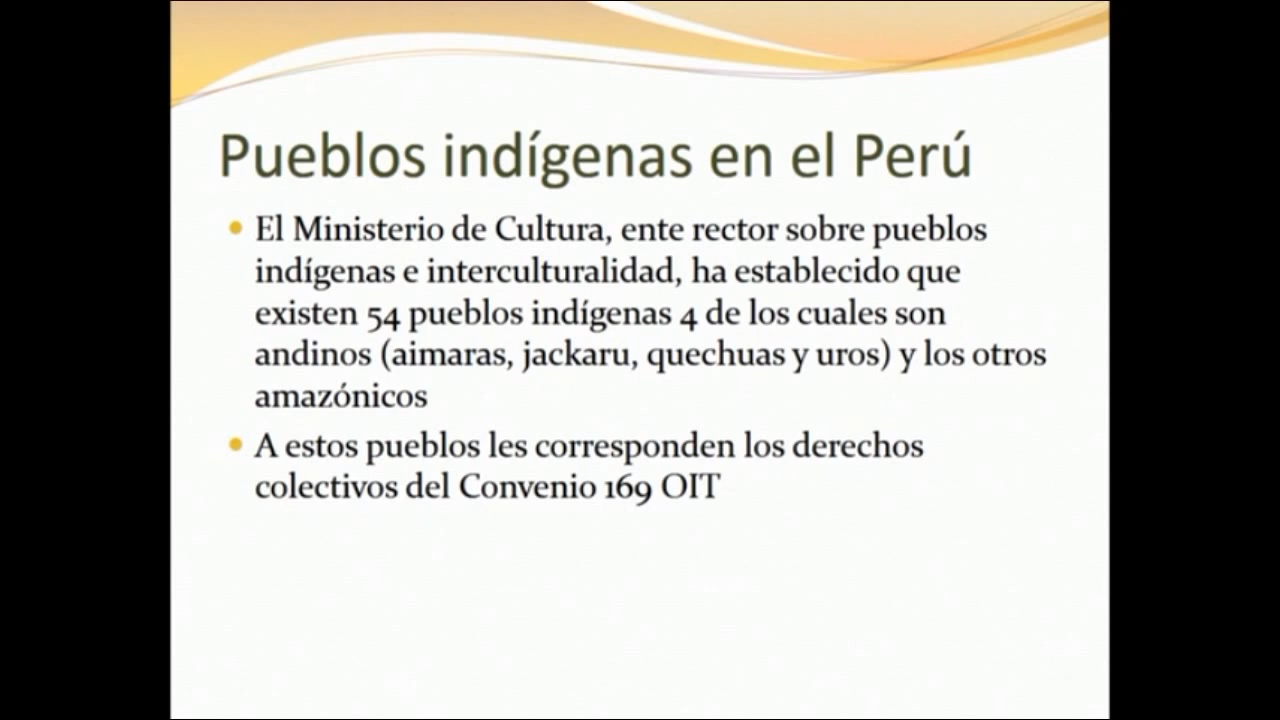 Pueblos indígenas en el Perú
• El Ministerio de Cultura, ente rector sobre pueblos
indígenas e interculturalidad, ha establecido que
existen 54 pueblos indígenas 4 de los cuales son
andinos (aimaras, jackaru, quechuas y uros) y los otros
amazónicos
• A estos pueblos les corresponden los derechos
colectivos del Convenio 169 OIT